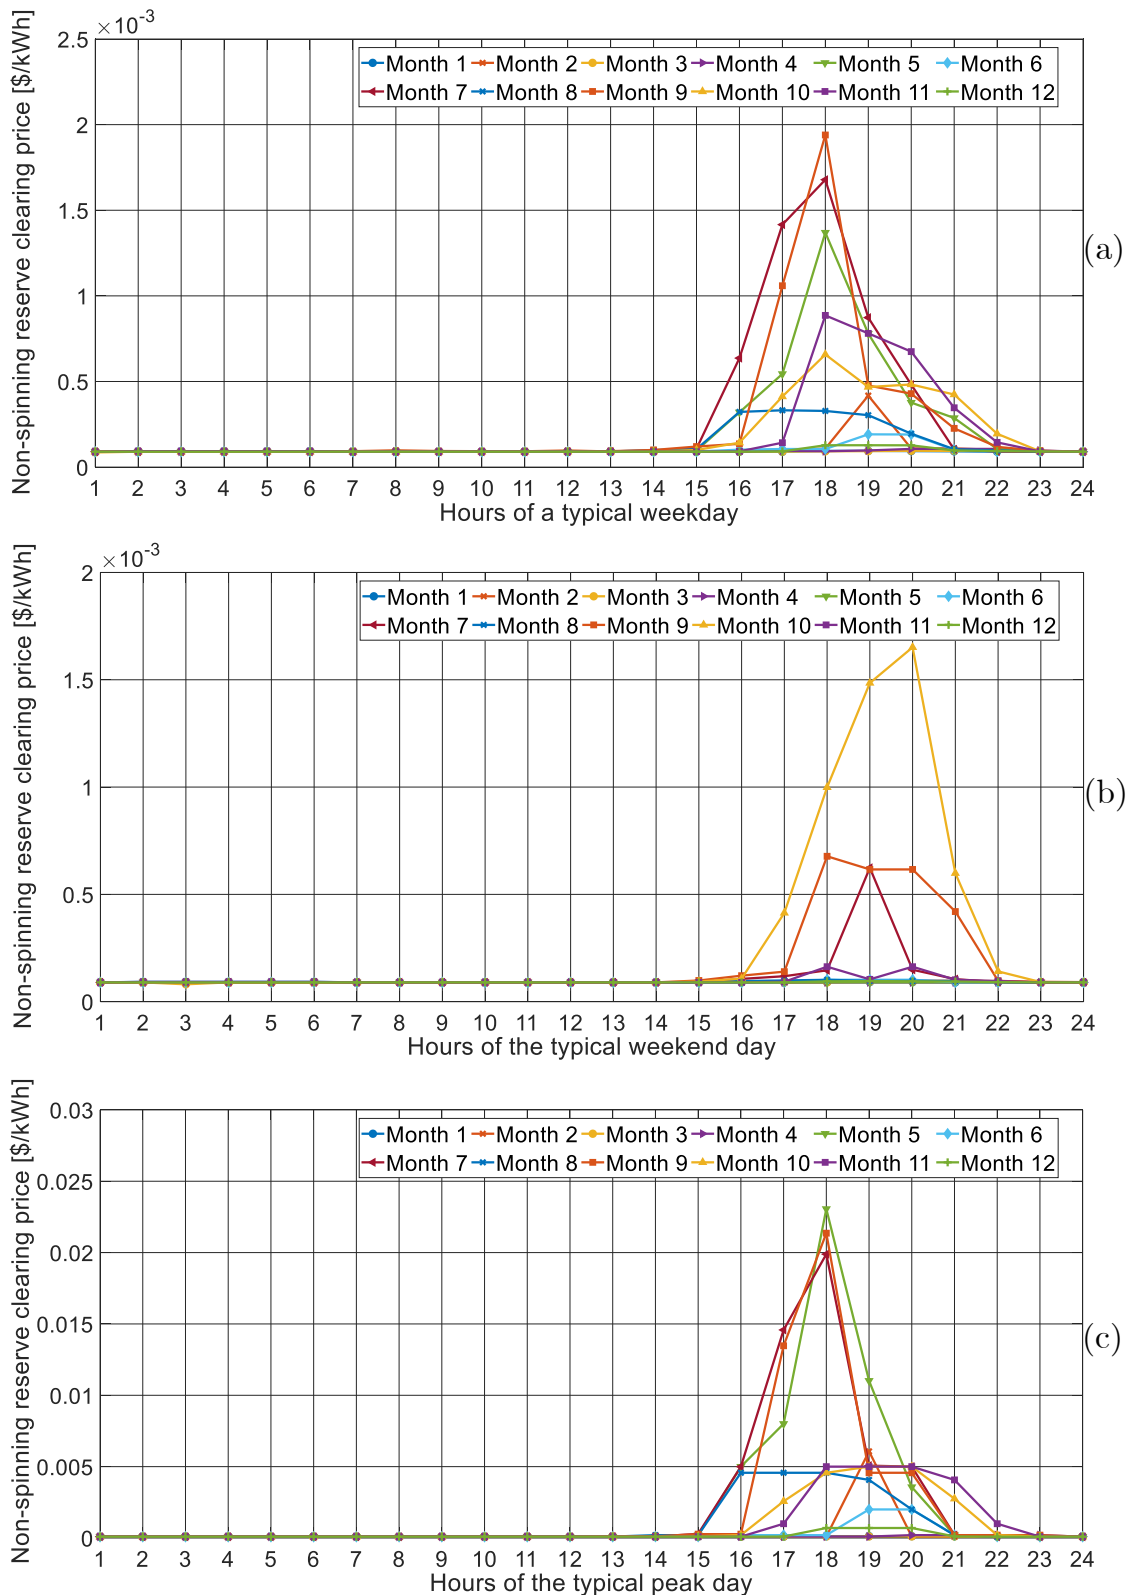 ×10-3
Non-spinning reserve clearing price [$/kWh]
2.5
2
1.5
1
0.5
0
Month 1 Month 2 Month 3 Month 4 Month 5 Month 6
Month 7 Month 8 Month 9 Month 10 Month 11 Month 12
(a)
1 2 3 4 5 6 7 8 9 10 11 12 13 14 15 16 17 18 19 20 21 22 23 24
Hours of a typical weekday
×10-3
Non-spinning reserve clearing price [$/kWh]
2
1.5
1
0.5
0
Month 1 Month 2 Month 3 Month 4 Month 5 Month 6
Month 7 Month 8 Month 9 Month 10 Month 11 Month 12
(b)
1 2 3 4 5 6 7 8 9 10 11 12 13 14 15 16 17 18 19 20 21 22 23 24
Hours of the typical weekend day
Non-spinning reserve clearing price [$/kWh]
0.03
0.025
0.02
0.015
0.01
0.005
0
Month 1 Month 2 Month 3 Month 4 Month 5 Month 6
Month 7 Month 8 Month 9 Month 10 Month 11 Month 12
(c)
1 2 3 4 5 6 7 8 9 10 11 12 13 14 15 16 17 18 19 20 21 22 23 24
Hours of the typical peak day